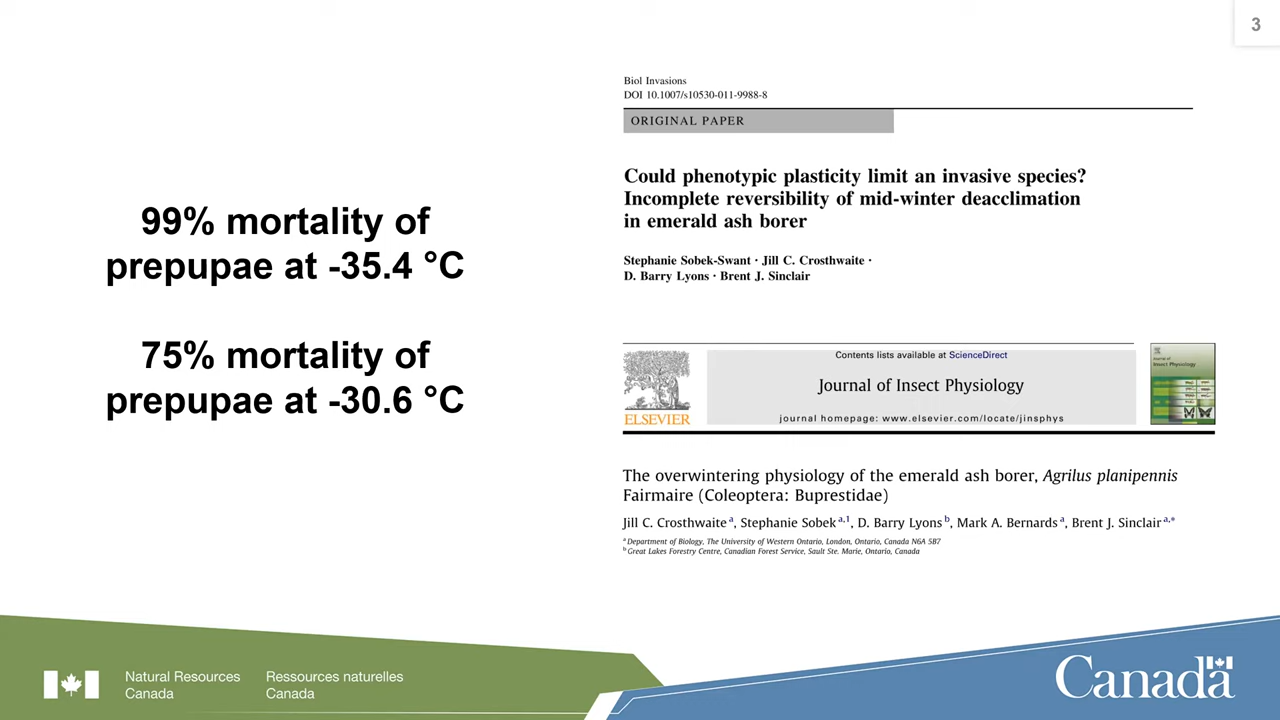 3
99% mortality of
prepupae at -35.4 °C
75% mortality of
prepupae at -30.6 °C
Biol Invasions
DOI 10.1007/s10530-011-9988-8
ORIGINAL PAPER
Could phenotypic plasticity limit an invasive species?
Incomplete reversibility of mid-winter deacclimation
in emerald ash borer
Stephanie Sobek-Swant · Jill C. Crosthwaite ·
D. Barry Lyons · Brent J. Sinclair
Contents lists available at ScienceDirect
Journal of Insect Physiology
journal homepage: www.elsevier.com/locate/jinsphys
ELSEVIER
Journal of
Insect Physiology
The overwintering physiology of the emerald ash borer, Agrilus planipennis
Fairmaire (Coleoptera: Buprestidae)
Jill C. Crosthwaite a, Stephanie Sobek a,1, D. Barry Lyons b, Mark A. Bernards a, Brent J. Sinclair a,*
a Department of Biology, The University of Western Ontario, London, Ontario, Canada N6A 5B7
b Great Lakes Forestry Centre, Canadian Forest Service, Sault Ste. Marie, Ontario, Canada
Natural Resources
Canada
Ressources naturelles
Canada
Canada